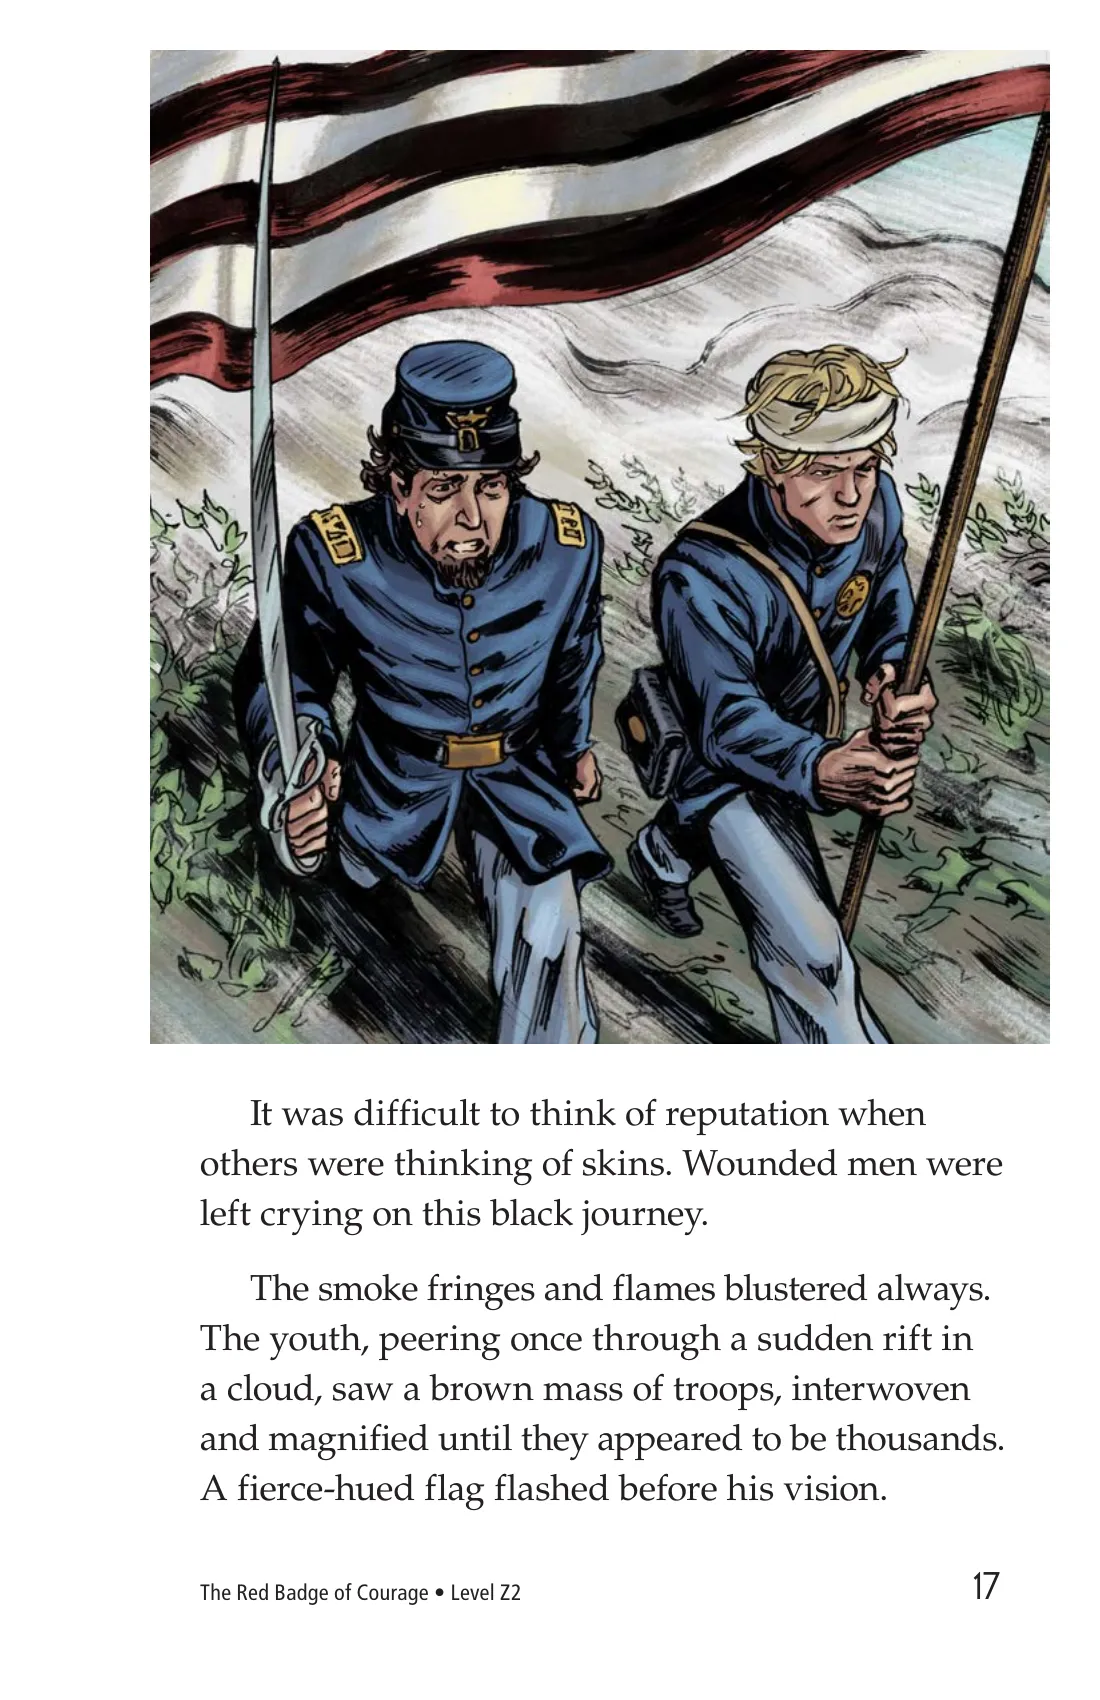 It was difficult to think of reputation when
others were thinking of skins. Wounded men were
left crying on this black journey.
The smoke fringes and flames blustered always.
The youth, peering once through a sudden rift in
a cloud, saw a brown mass of troops, interwoven
and magnified until they appeared to be thousands.
A fierce-hued flag flashed before his vision.
The Red Badge of Courage • Level Z2
17